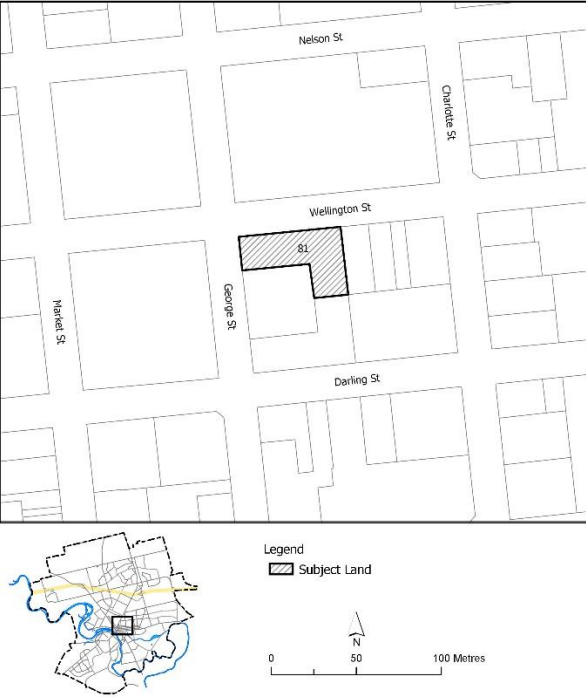 Nelson St
Charlotte St
Wellington St
81
George St
Market St
Darling St
Legend
Subject Land
N
0 50 100 Metres